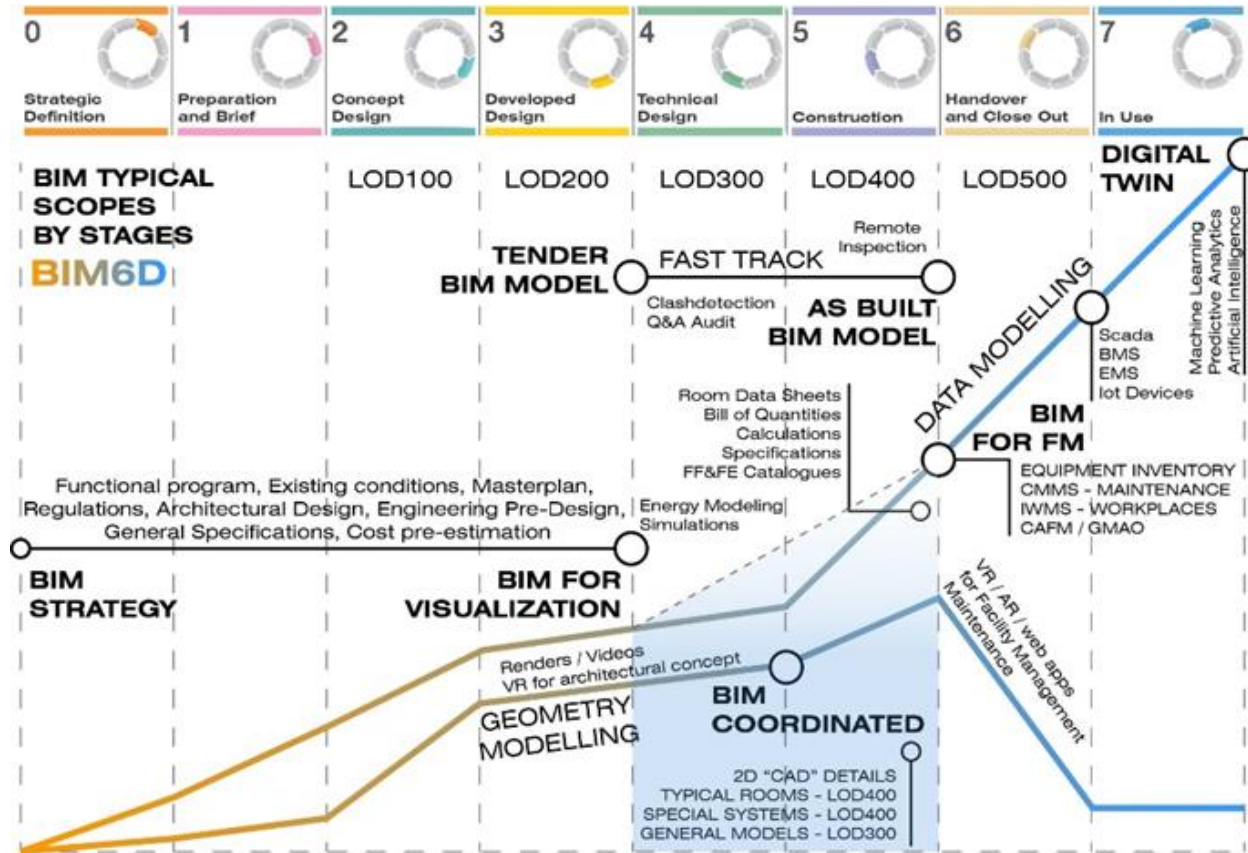 0
Strategic
Definition
1
Preparation
and Brief
2
Concept
Design
3
Developed
Design
4
Technical
Design
5
Construction
6
Handover
and Close Out
7
In Use
BIM TYPICAL
SCOPES
BY STAGES
BIM6D
LOD100
LOD200
LOD300
LOD400
LOD500
DIGITAL
TWIN
Machine Learning
Predictive Analytics
Artificial Intelligence
TENDER
BIM MODEL
FAST TRACK
Clashdetection
Q&A Audit
Remote
Inspection
AS BUILT
BIM MODEL
DATA MODELLING
Scada
BMS
EMS
Iot Devices
Room Data Sheets
Bill of Quantities
Calculations
Specifications
FF&FE Catalogues
BIM
FOR FM
EQUIPMENT INVENTORY
CMMS - MAINTENANCE
IWMS - WORKPLACES
CAFM / GMAO
Functional program, Existing conditions, Masterplan,
Regulations, Architectural Design, Engineering Pre-Design,
General Specifications, Cost pre-estimation
Energy Modeling
Simulations
BIM
STRATEGY
BIM FOR
VISUALIZATION
Renders / Videos
VR for architectural concept
GEOMETRY
MODELLING
BIM
COORDINATED
VR / AR / web apps
for Facility Management
Maintenance
2D “CAD” DETAILS
TYPICAL ROOMS - LOD400
SPECIAL SYSTEMS - LOD400
GENERAL MODELS - LOD300